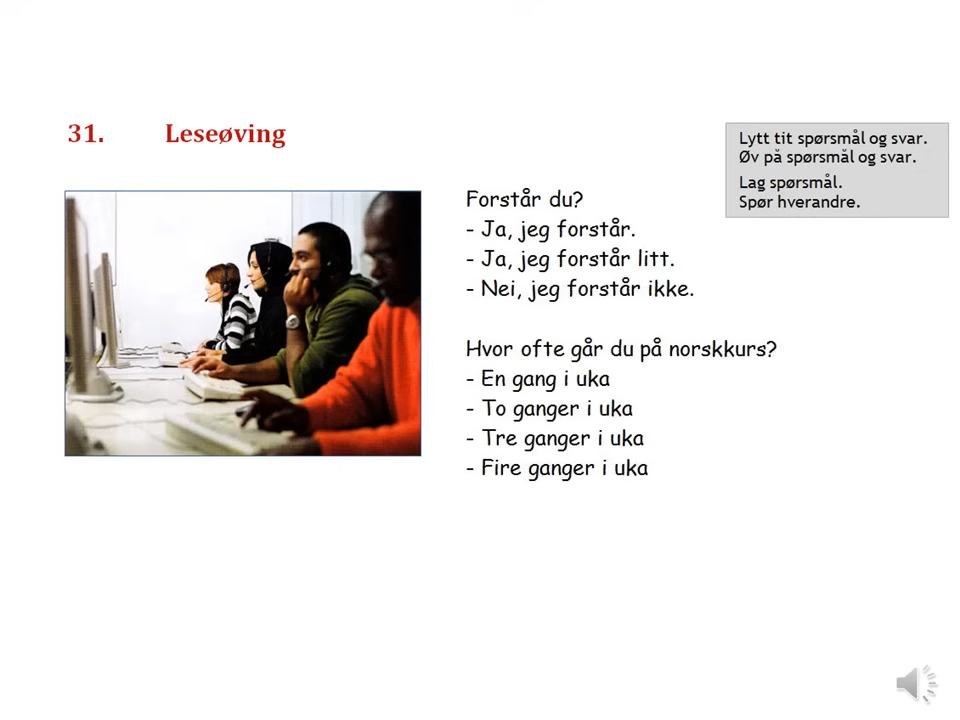 31. Leseøving
Lytt tit spørsmål og svar.
Øv på spørsmål og svar.
Lag spørsmål.
Spør hverandre.
Forstår du?
- Ja, jeg forstår.
- Ja, jeg forstår litt.
- Nei, jeg forstår ikke.
Hvor ofte går du på norskkurs?
- En gang i uka
- To ganger i uka
- Tre ganger i uka
- Fire ganger i uka